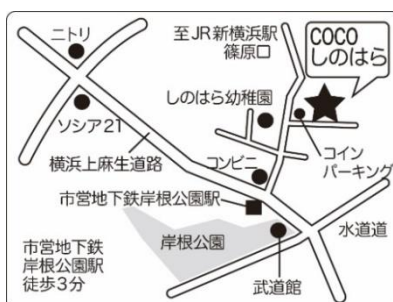 ニトリ
至JR新横浜駅
篠原口
COCO
しのはら
しのはら幼稚園
ソシア21
横浜上麻生道路
コンビニ
コイン
パーキング
市営地下鉄岸根公園駅
水道道
岸根公園
武道館
市営地下鉄
岸根公園駅
徒歩3分